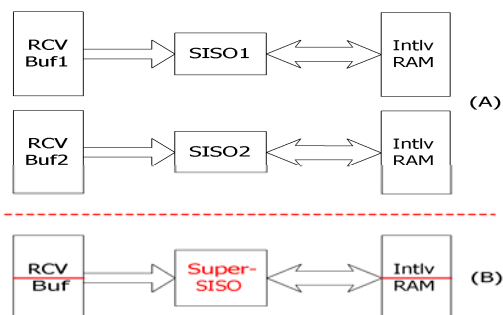 RCV
Buf1
SISO1
Intlv
RAM
(A)
RCV
Buf2
SISO2
Intlv
RAM
RCV
Buf
Super-
SISO
Intlv
RAM
(B)